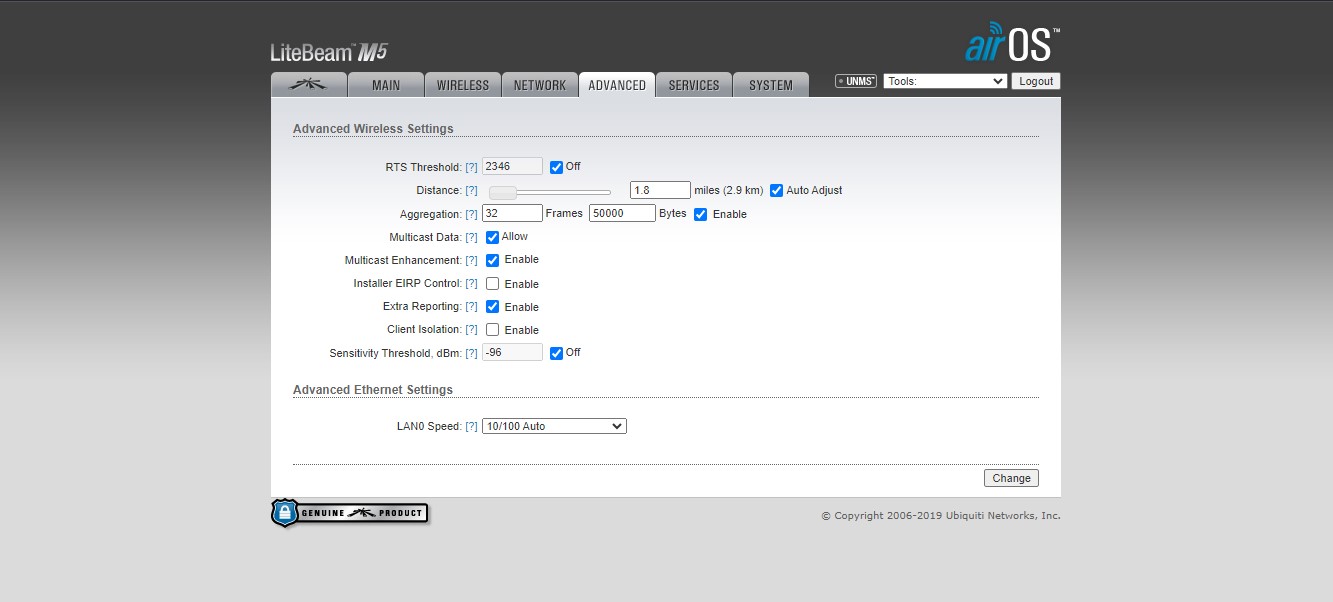 LiteBeam™ M5
airOS™
MAIN WIRELESS NETWORK ADVANCED SERVICES SYSTEM UNMS™ Tools: Logout
Advanced Wireless Settings
RTS Threshold: [?] 2346 Off
Distance: [?] 1.8 miles (2.9 km) Auto Adjust
Aggregation: [?] 32 Frames 50000 Bytes Enable
Multicast Data: [?] Allow
Multicast Enhancement: [?] Enable
Installer EIRP Control: [?] Enable
Extra Reporting: [?] Enable
Client Isolation: [?] Enable
Sensitivity Threshold, dBm: [?] -96 Off
Advanced Ethernet Settings
LAN0 Speed: [?] 10/100 Auto
Change
GENUINE PRODUCT
© Copyright 2006-2019 Ubiquiti Networks, Inc.